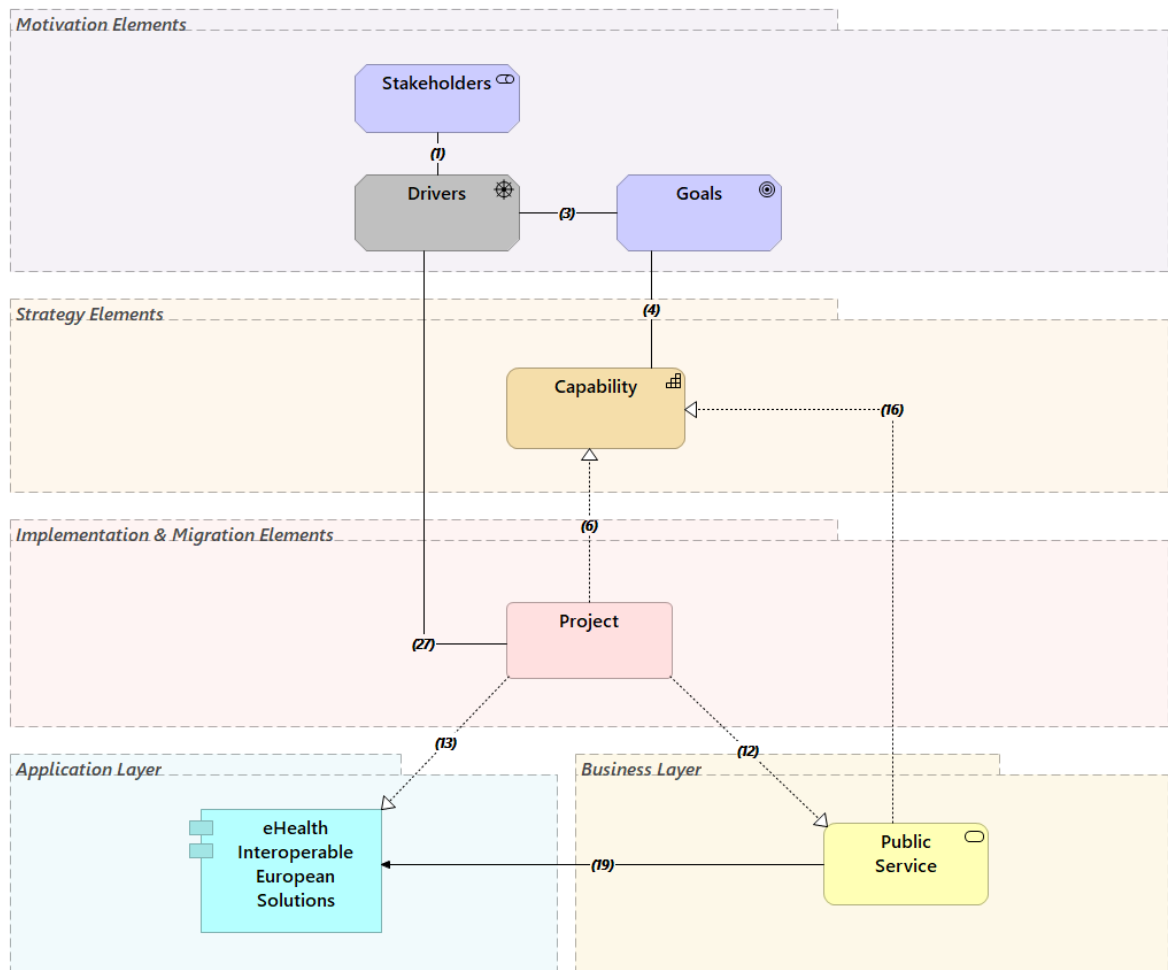 Motivation Elements
Stakeholders
(1)
Drivers
(3)
Goals
Strategy Elements
(4)
Capability
(16)
Implementation & Migration Elements
(6)
Project
(27)
(13)
(12)
Application Layer
Business Layer
eHealth
Interoperable
European
Solutions
(19)
Public
Service